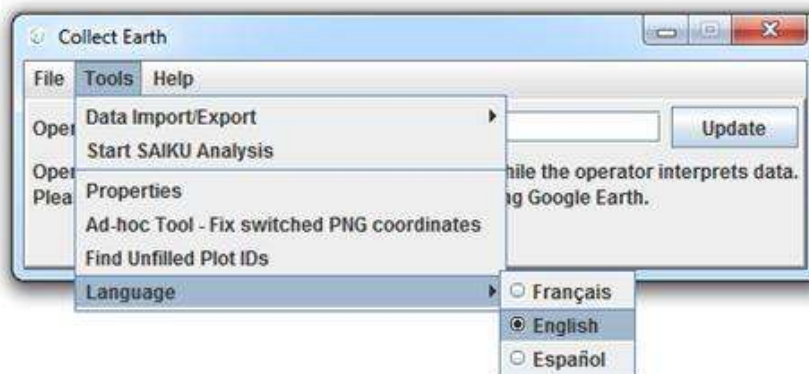 Collect Earth
File Tools Help
Oper
Update
Data Import/Export
Start SAIKU Analysis
Oper
hile the operator interprets data.
Plea
ng Google Earth.
Properties
Ad-hoc Tool - Fix switched PNG coordinates
Find Unfilled Plot IDs
Language
Français
English
Español